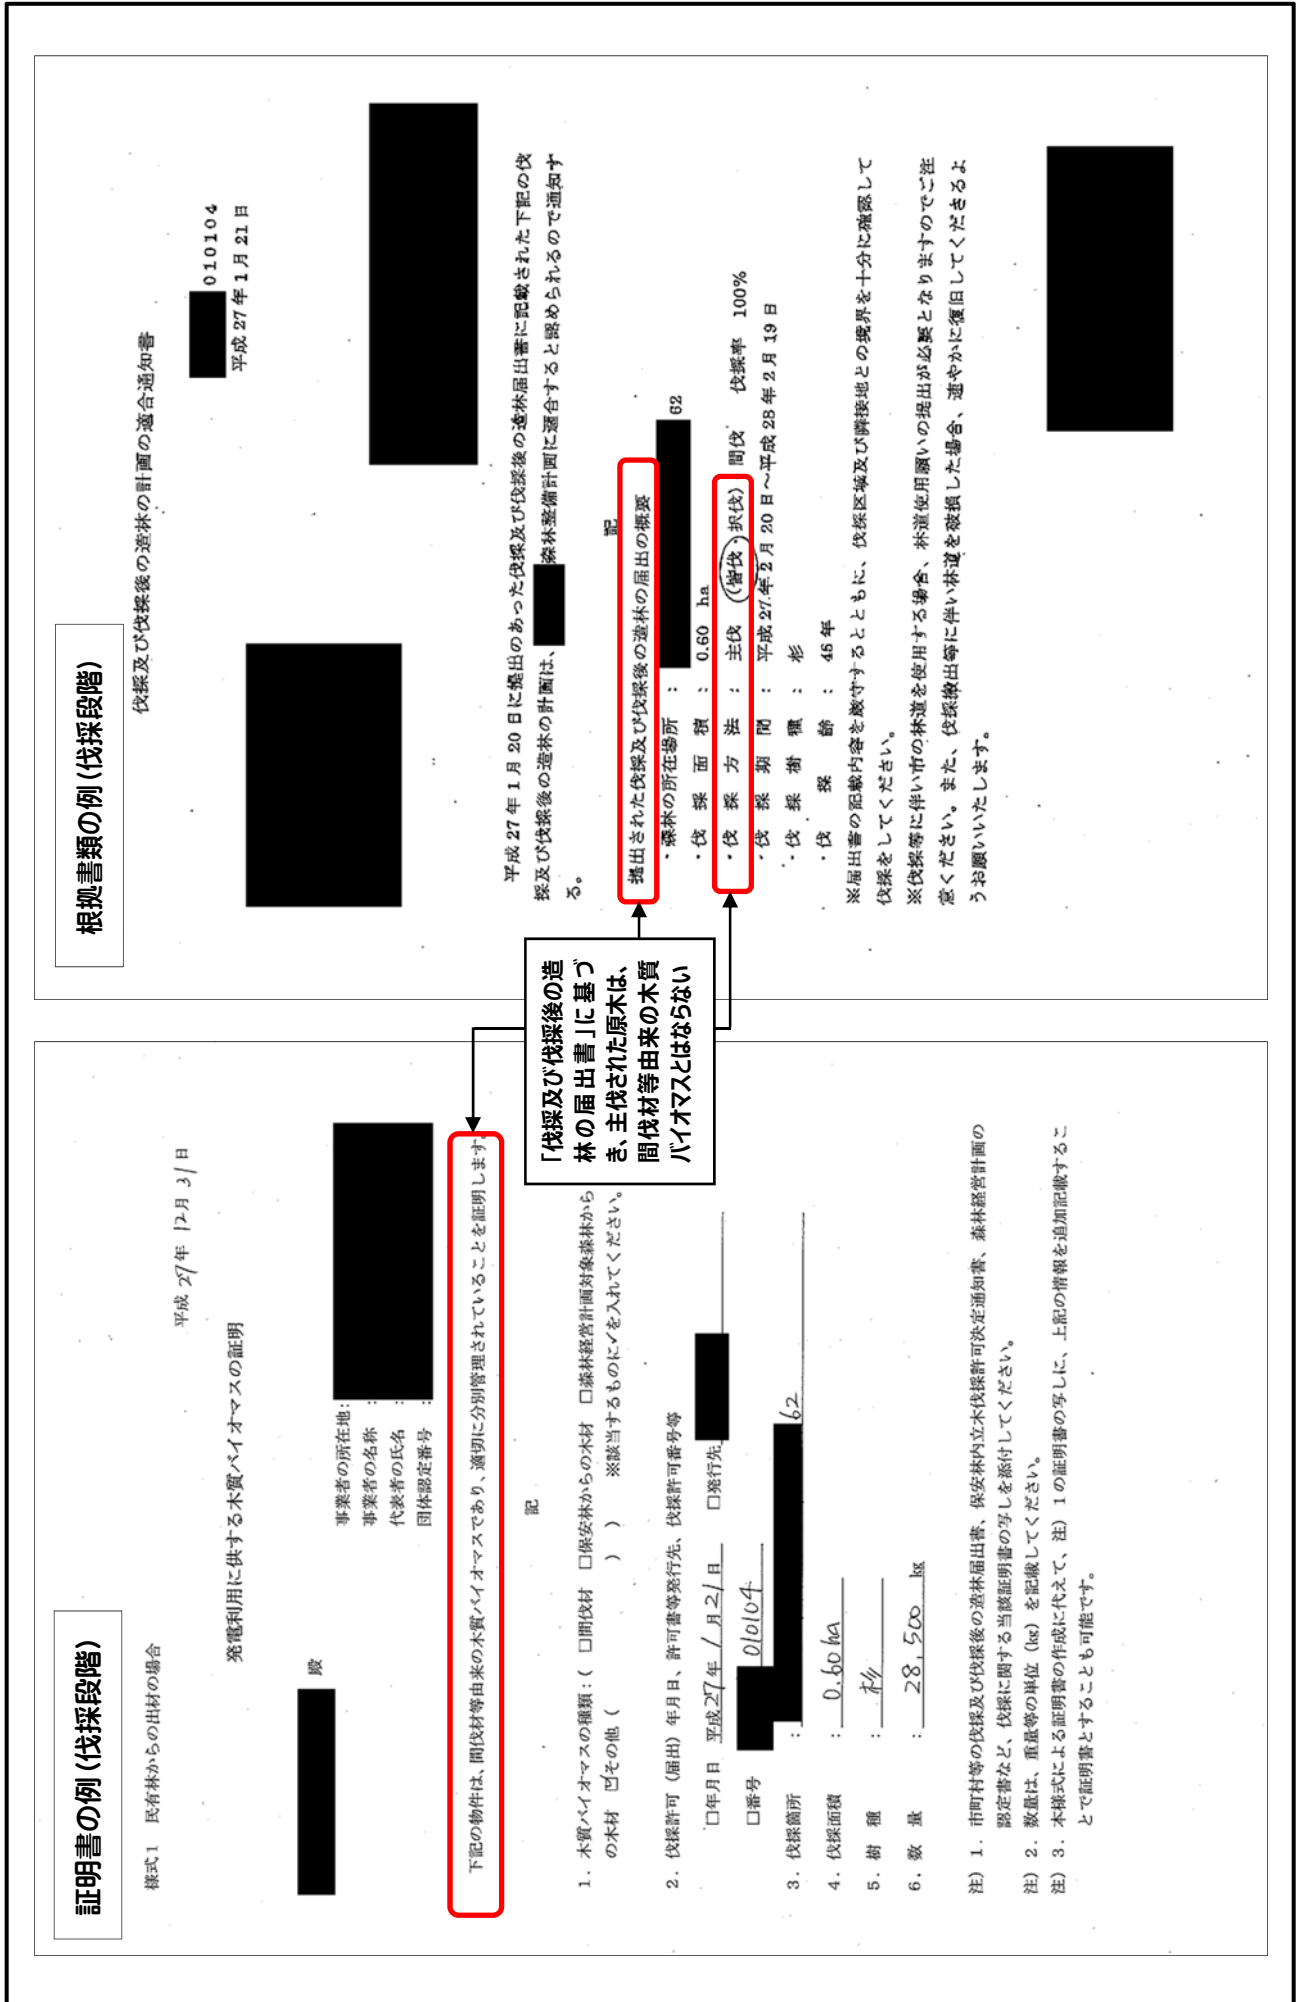 証明書の例（伐採段階）
様式1　民有林からの出材の場合
平成 27年 12月 31日
発電利用に供する木質バイオマスの証明
殿
事業者の所在地：
事業者の名称　：
代表者の氏名　：
団体認定番号　：
下記の物件は、間伐材等由来の木質バイオマスであり、適切に分別管理されていることを証明します。
記
1．木質バイオマスの種類：（ □間伐材　□保安林からの木材　□森林経営計画対象森林から
の木材　☑その他（　　　　　　　　　）　）　※該当するものに✓を入れてください。
2．伐採許可（届出）年月日、許可書等発行先、伐採許可番号等
□年月日　平成27年 1月21日　□発行先
□番号　010104
3．伐採箇所　：　62
4．伐採面積　：　0.60ha
5．樹　種　：　杉
6．数　量　：　28,500　kg
注）1．市町村等の伐採及び伐採後の造林届出書、保安林内立木伐採許可決定通知書、森林経営計画の
認定書など、伐採に関する当該証明書の写しを添付してください。
注）2．数量は、重量等の単位（kg）を記載してください。
注）3．本様式による証明書の作成に代えて、注）1の証明書の写しに、上記の情報を追加記載するこ
とで証明書とすることも可能です。
「伐採及び伐採後の造
林の届出書」に基づ
き、主伐された原木は、
間伐材等由来の木質
バイオマスとはならない
根拠書類の例（伐採段階）
伐採及び伐採後の造林の計画の適合通知書
010104
平成 27 年 1 月 21 日
平成 27 年 1 月 20 日に提出のあった伐採及び伐採後の造林届出書に記載された下記の伐
採及び伐採後の造林の計画は、森林整備計画に適合すると認められるので通知す
る。
記
提出された伐採及び伐採後の造林の届出の概要
・森林の所在場所　：　62
・伐　採　面　積　：　0.60　ha
・伐　採　方　法　：　主伐　（皆伐・択伐）　間伐　伐採率　100%
・伐　採　期　間　：　平成 27 年 2 月 20 日～平成 28 年 2 月 19 日
・伐　採　樹　種　：　杉
・伐　採　齢　：　46 年
※届出書の記載内容を厳守するとともに、伐採区域及び隣接地との境界を十分に確認して
伐採をしてください。
※伐採等に伴い市の林道を使用する場合、林道使用願いの提出が必要となりますのでご注
意ください。また、伐採搬出等に伴い林道を破損した場合、速やかに復旧してくださるよ
うお願いいたします。